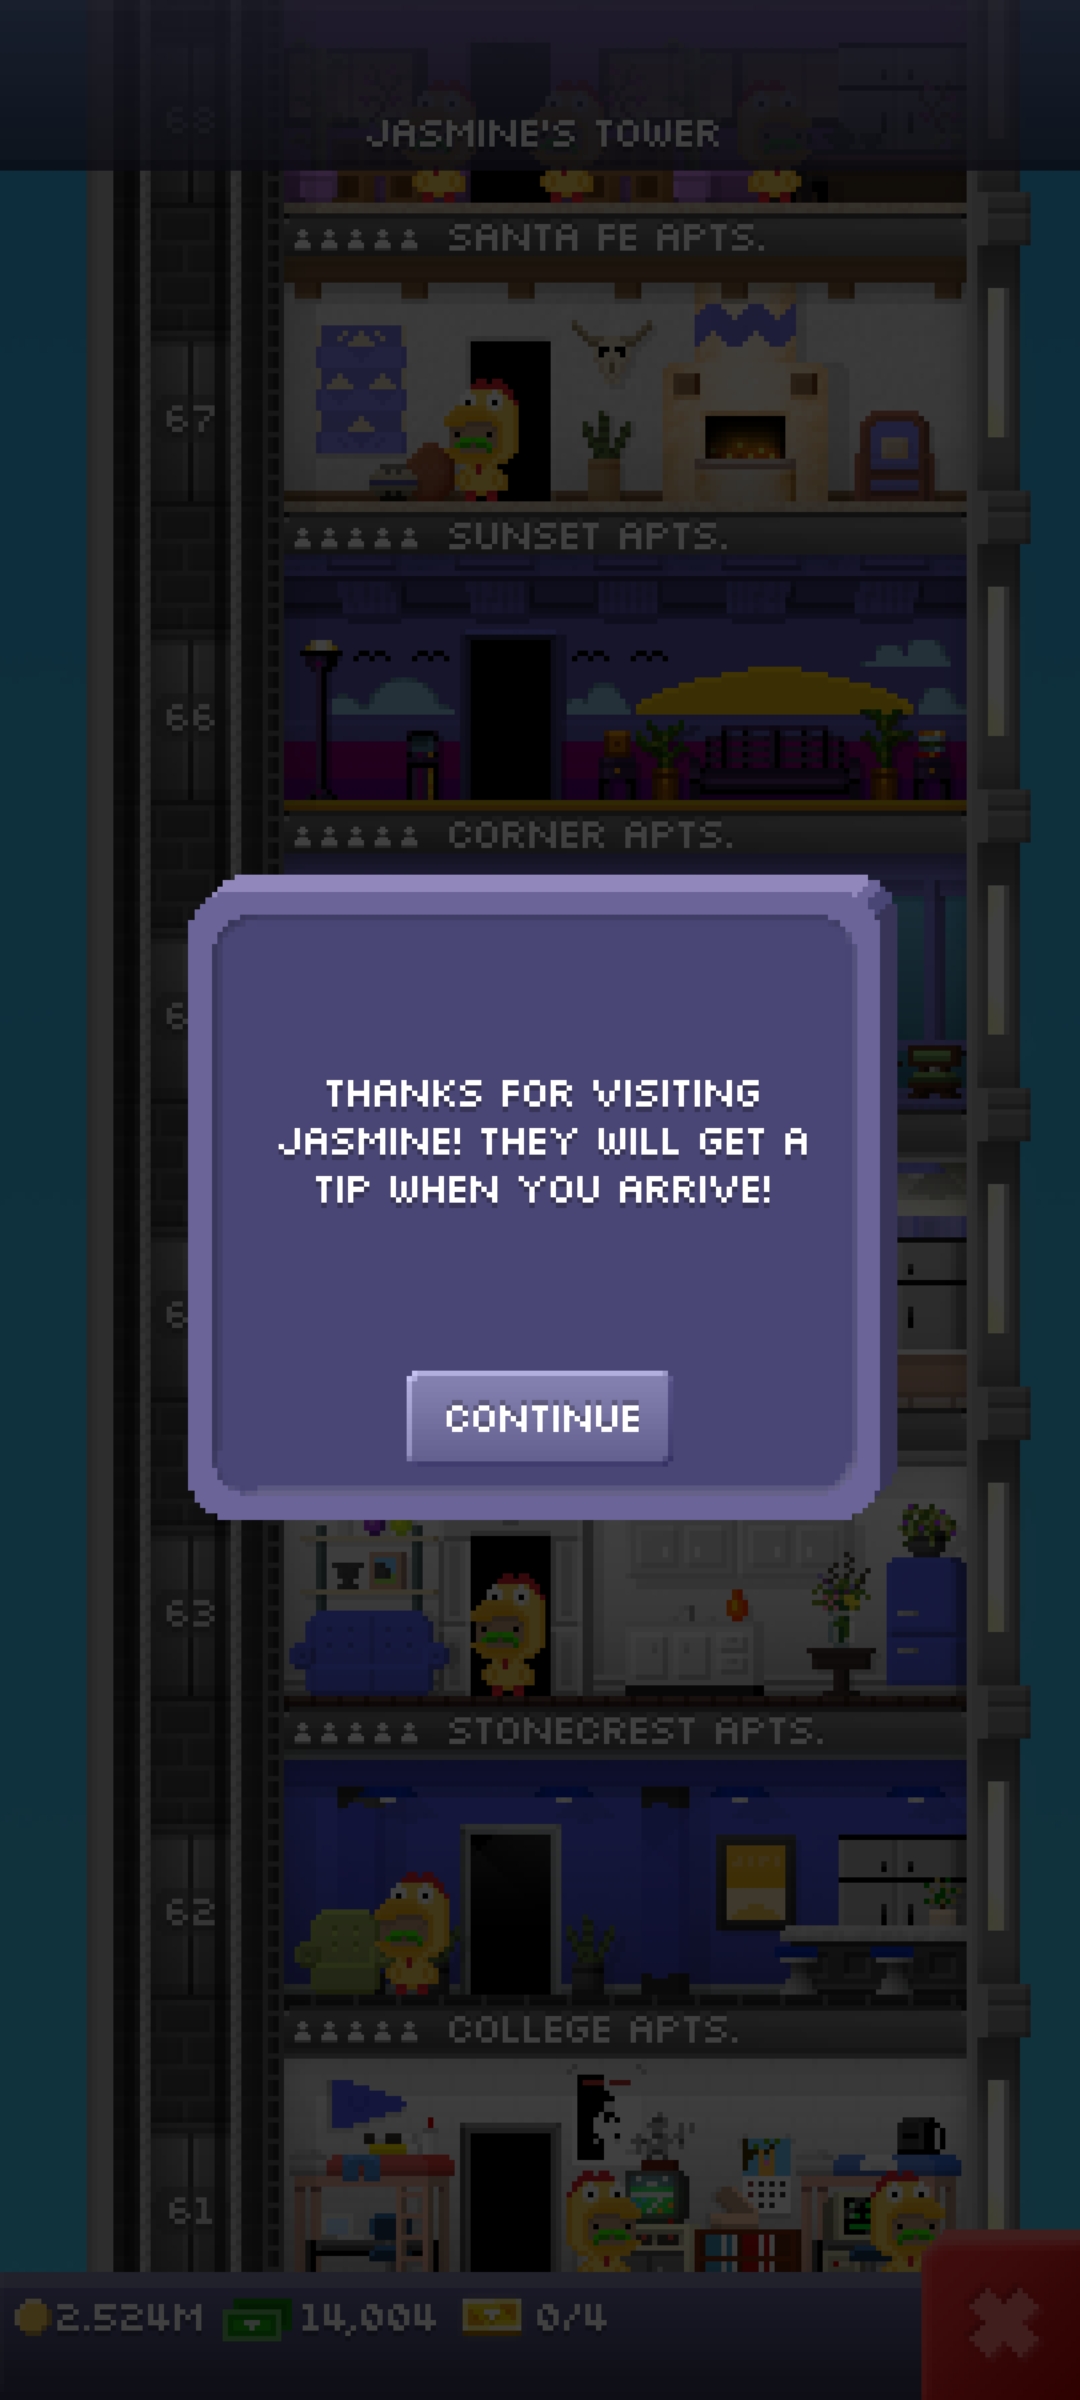 68
JASMINE'S TOWER
SANTA FE APTS.
67
SUNSET APTS.
66
CORNER APTS.
THANKS FOR VISITING
JASMINE! THEY WILL GET A
TIP WHEN YOU ARRIVE!
CONTINUE
63
STONECREST APTS.
62
COLLEGE APTS.
61
2.524M 14,004 0/4